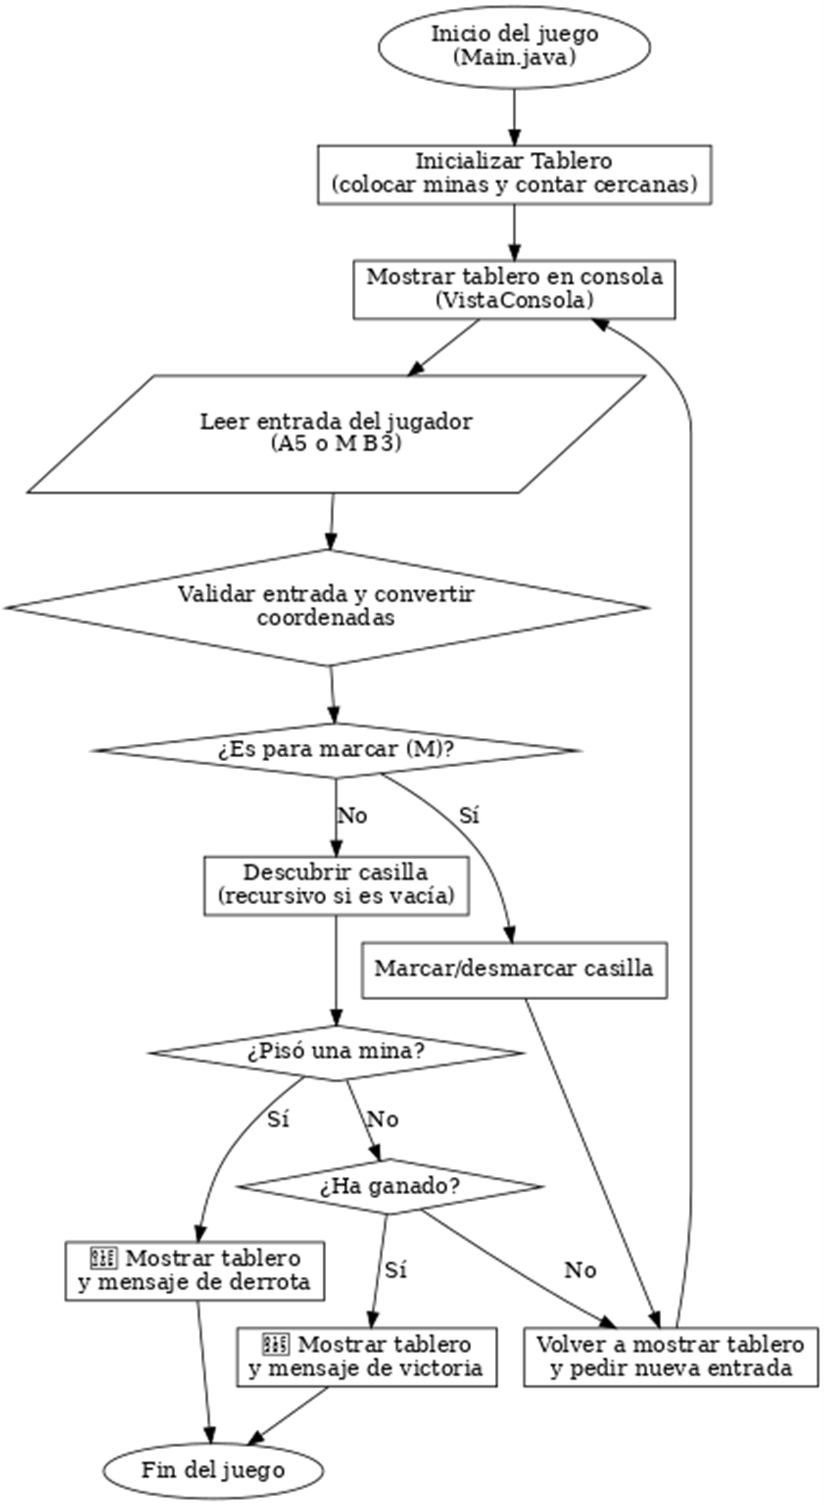 Inicio del juego
(Main.java)
Inicializar Tablero
(colocar minas y contar cercanas)
Mostrar tablero en consola
(VistaConsola)
Leer entrada del jugador
(A5 o M B3)
Validar entrada y convertir
coordenadas
¿Es para marcar (M)?
No
Sí
Descubrir casilla
(recursivo si es vacía)
Marcar/desmarcar casilla
¿Pisó una mina?
Sí
No
¿Ha ganado?
Mostrar tablero
y mensaje de derrota
Sí
No
Mostrar tablero
y mensaje de victoria
Volver a mostrar tablero
y pedir nueva entrada
Fin del juego